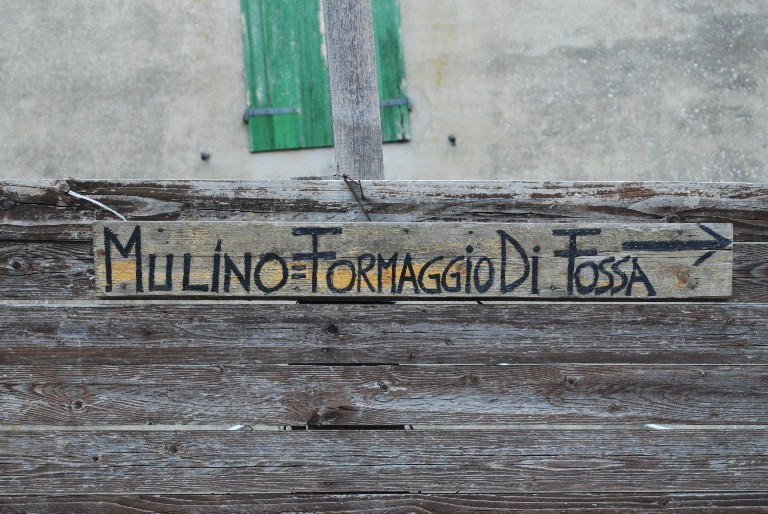 MULINO=FORMAGGIO DI FOSSA →